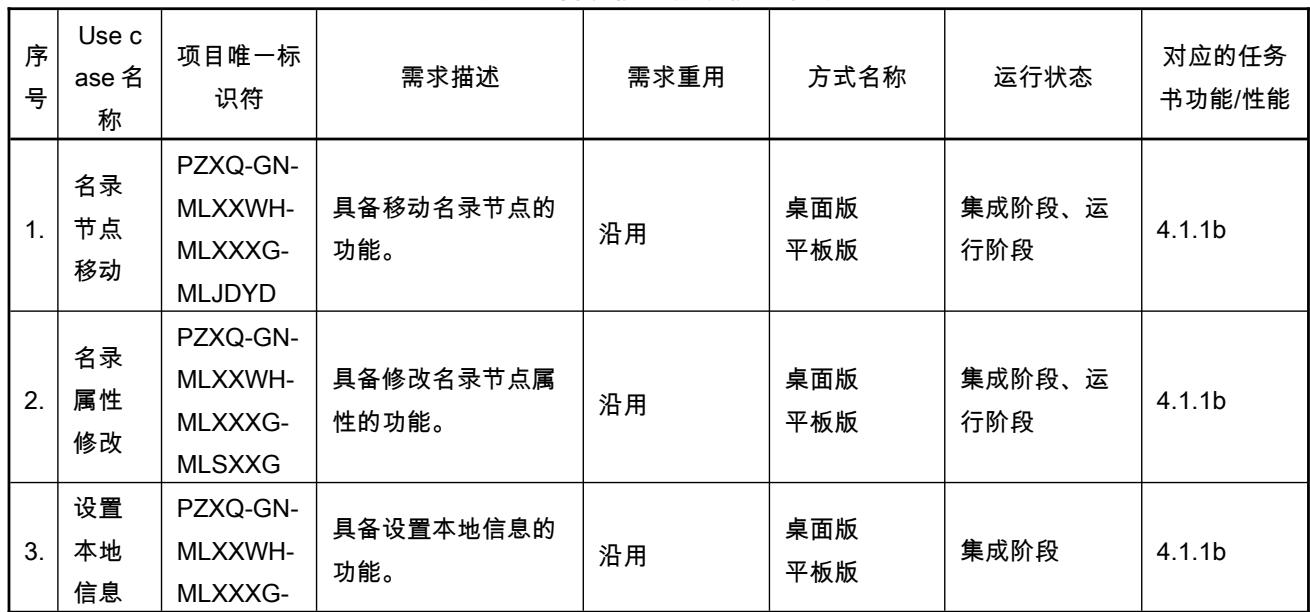 序号
Use case 名称
项目唯一标识符
需求描述
需求重用
方式名称
运行状态
对应的任务书功能/性能
1.
名录
节点
移动
PZXQ-GN-
MLXXWH-
MLXXXG-
MLJDYD
具备移动名录节点的
功能。
沿用
桌面版
平板版
集成阶段、运
行阶段
4.1.1b
2.
名录
属性
修改
PZXQ-GN-
MLXXWH-
MLXXXG-
MLSXXG
具备修改名录节点属
性的功能。
沿用
桌面版
平板版
集成阶段、运
行阶段
4.1.1b
3.
设置
本地
信息
PZXQ-GN-
MLXXWH-
MLXXXG-
具备设置本地信息的
功能。
沿用
桌面版
平板版
集成阶段
4.1.1b